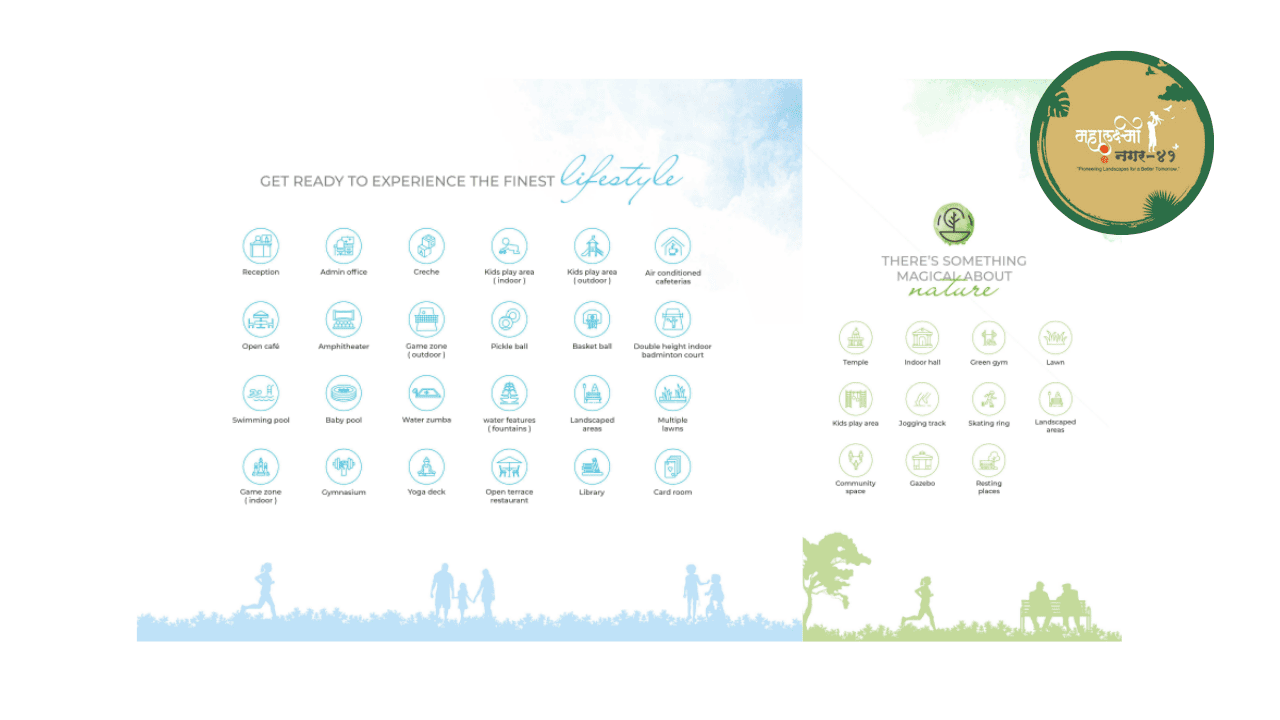 GET READY TO EXPERIENCE THE FINEST lifestyle
Reception
Admin office
Creche
Kids play area
( indoor )
Kids play area
( outdoor )
Air conditioned
cafeterias
Open café
Amphitheater
Game zone
( outdoor )
Pickle ball
Basket ball
Double height indoor
badminton court
Swimming pool
Baby pool
Water zumba
water features
( fountains )
Landscaped
areas
Multiple
lawns
Game zone
( indoor )
Gymnasium
Yoga deck
Open terrace
restaurant
Library
Card room
महालक्ष्मी
नगर-४१
"Pioneering Landscapes for a Better Tomorrow."
THERE'S SOMETHING
MAGICAL ABOUT
nature
Temple
Indoor hall
Green gym
Lawn
Kids play area
Jogging track
Skating ring
Landscaped
areas
Community
space
Gazebo
Resting
places